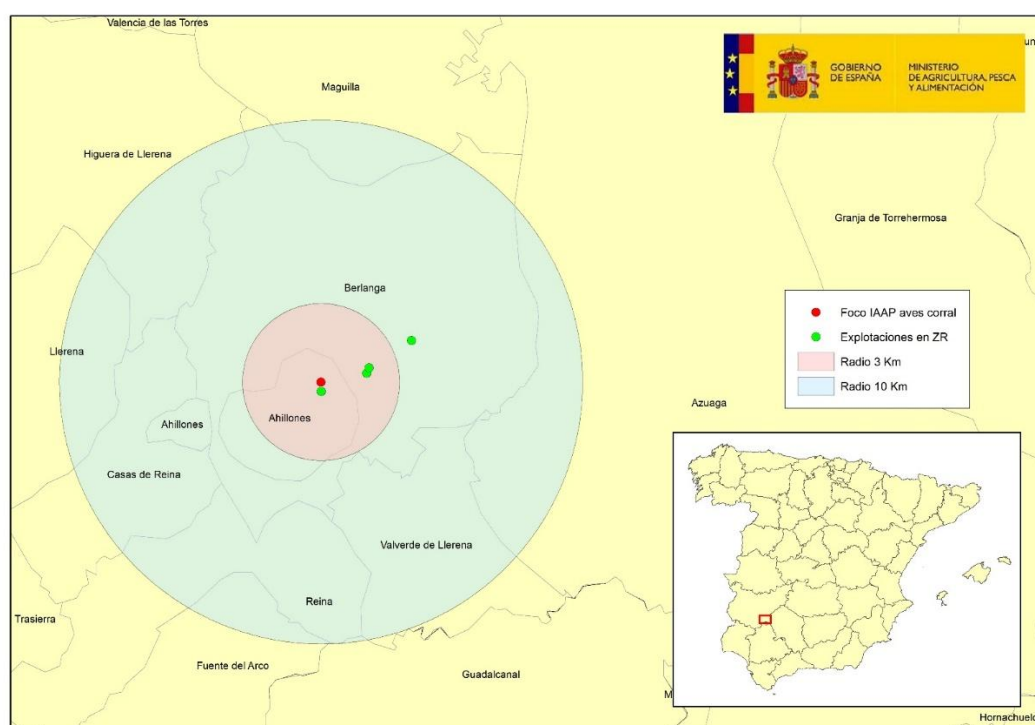 Valencia de las Torres
Maguilla
GOBIERNO
DE ESPAÑA
MINISTERIO
DE AGRICULTURA, PESCA
Y ALIMENTACIÓN
Higuera de Llerena
Granja de Torrehermosa
Berlanga
Foco IAAP aves corral
Explotaciones en ZR
Radio 3 Km
Radio 10 Km
Llerena
Azuaga
Ahillones
Ahillones
Casas de Reina
Valverde de Llerena
Reina
Trasierra
Fuente del Arco
Guadalcanal